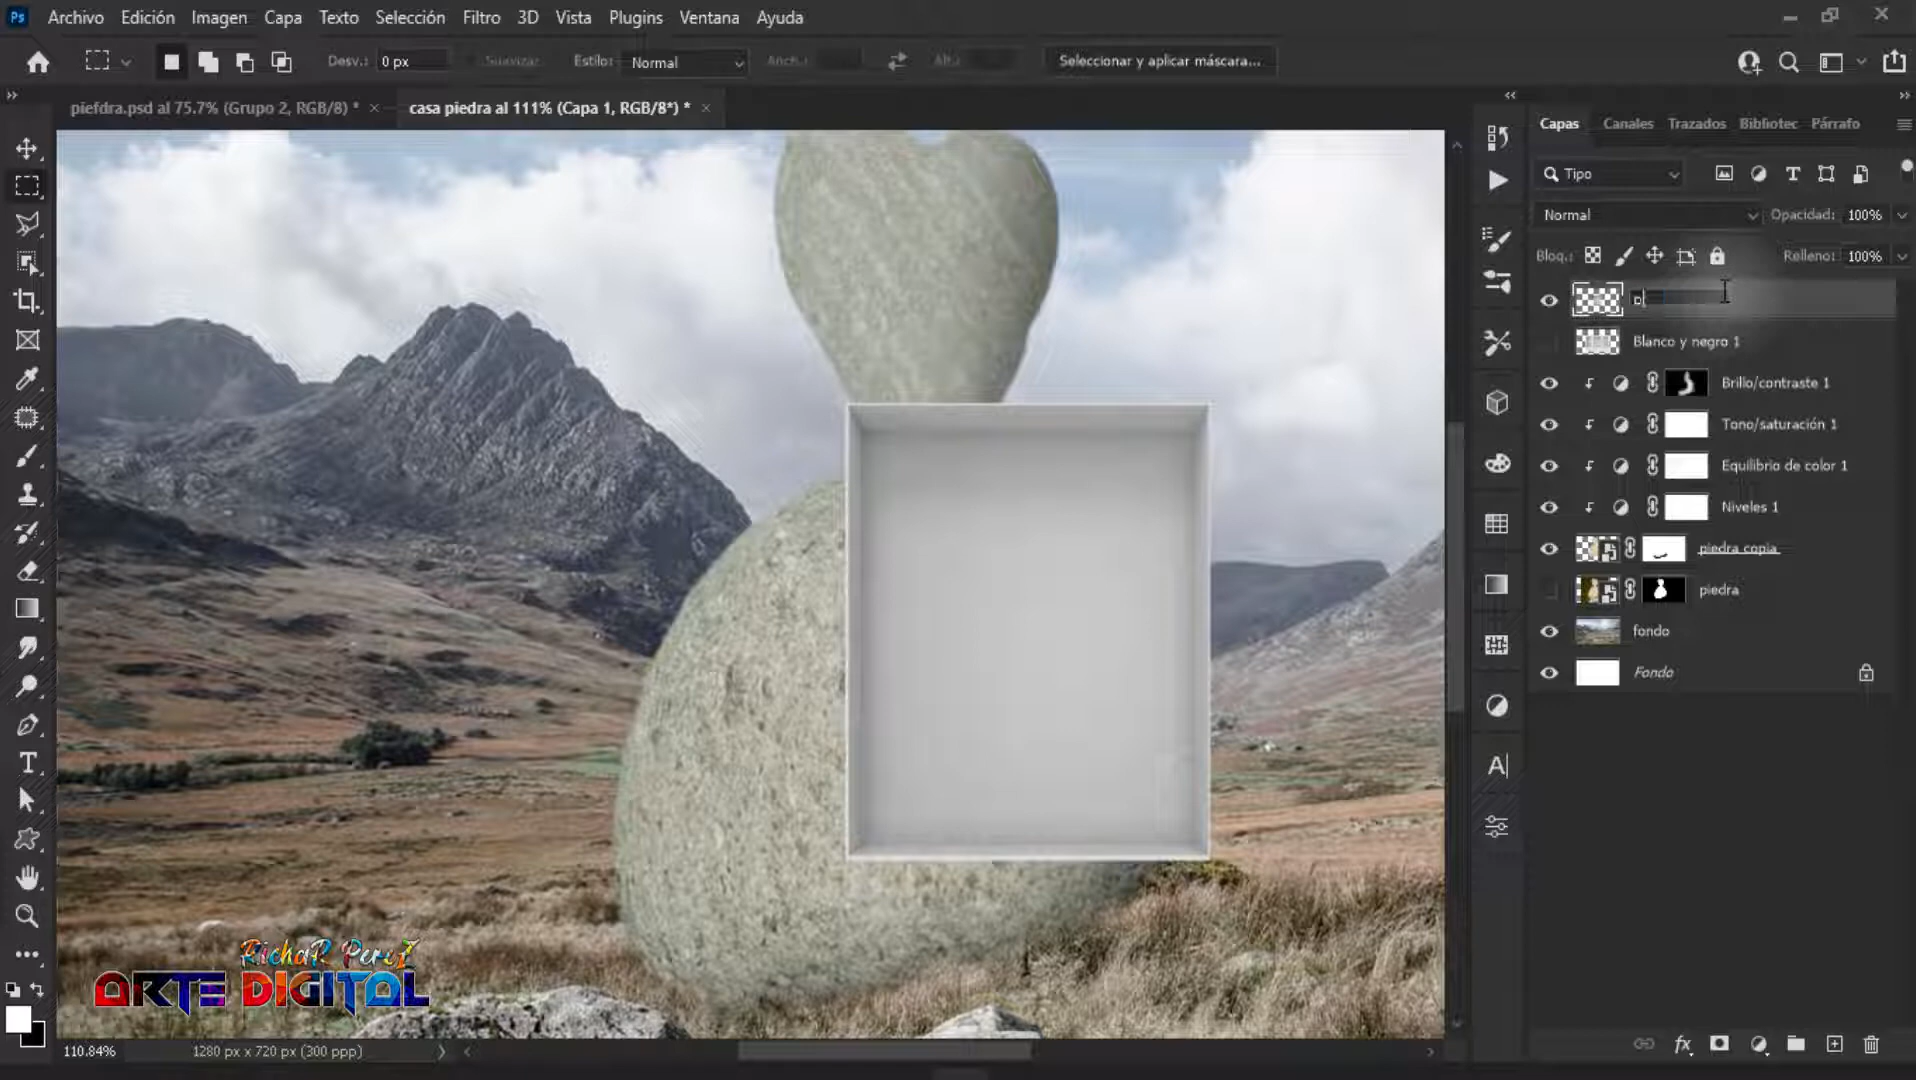 Ps Archivo Edición Imagen Capa Texto Selección Filtro 3D Vista Plugins Ventana Ayuda
Desv.: 0 px Suavizar Estilo: Normal Anch.: Alt.: Seleccionar y aplicar máscara...
piefdra.psd al 75.7% (Grupo 2, RGB/8) * × casa piedra al 111% (Capa 1, RGB/8*) * ×
Capas Canales Trazados Bibliotec Párrafo
Tipo
Normal Opacidad: 100%
Bloq.: Relleno: 100%
Blanco y negro 1
Brillo/contraste 1
Tono/saturación 1
Equilibrio de color 1
Niveles 1
piedra copia
piedra
fondo
Fondo
RichaR Perez
ARTE DIGITAL
110.84% 1280 px x 720 px (300 ppp)
fx